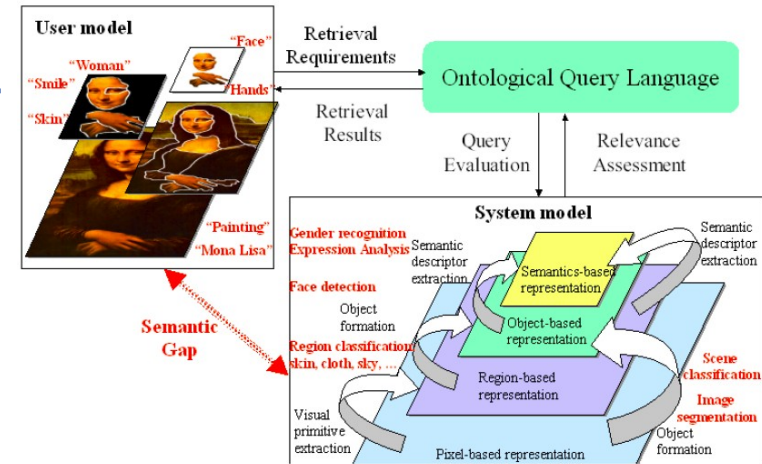 User model
“Face”
“Woman”
“Smile”
“Hands”
“Skin”
“Painting”
“Mona Lisa”
Retrieval
Requirements
Retrieval
Results
Ontological Query Language
Query
Evaluation
Relevance
Assessment
Semantic
Gap
System model
Gender recognition
Expression Analysis
Semantic
descriptor
extraction
Semantic
descriptor
extraction
Semantics-based
representation
Face detection
Object
formation
Object-based
representation
Region classification
skin, cloth, sky, ...
Region-based
representation
Scene
classification
Image
segmentation
Visual
primitive
extraction
Object
formation
Pixel-based representation